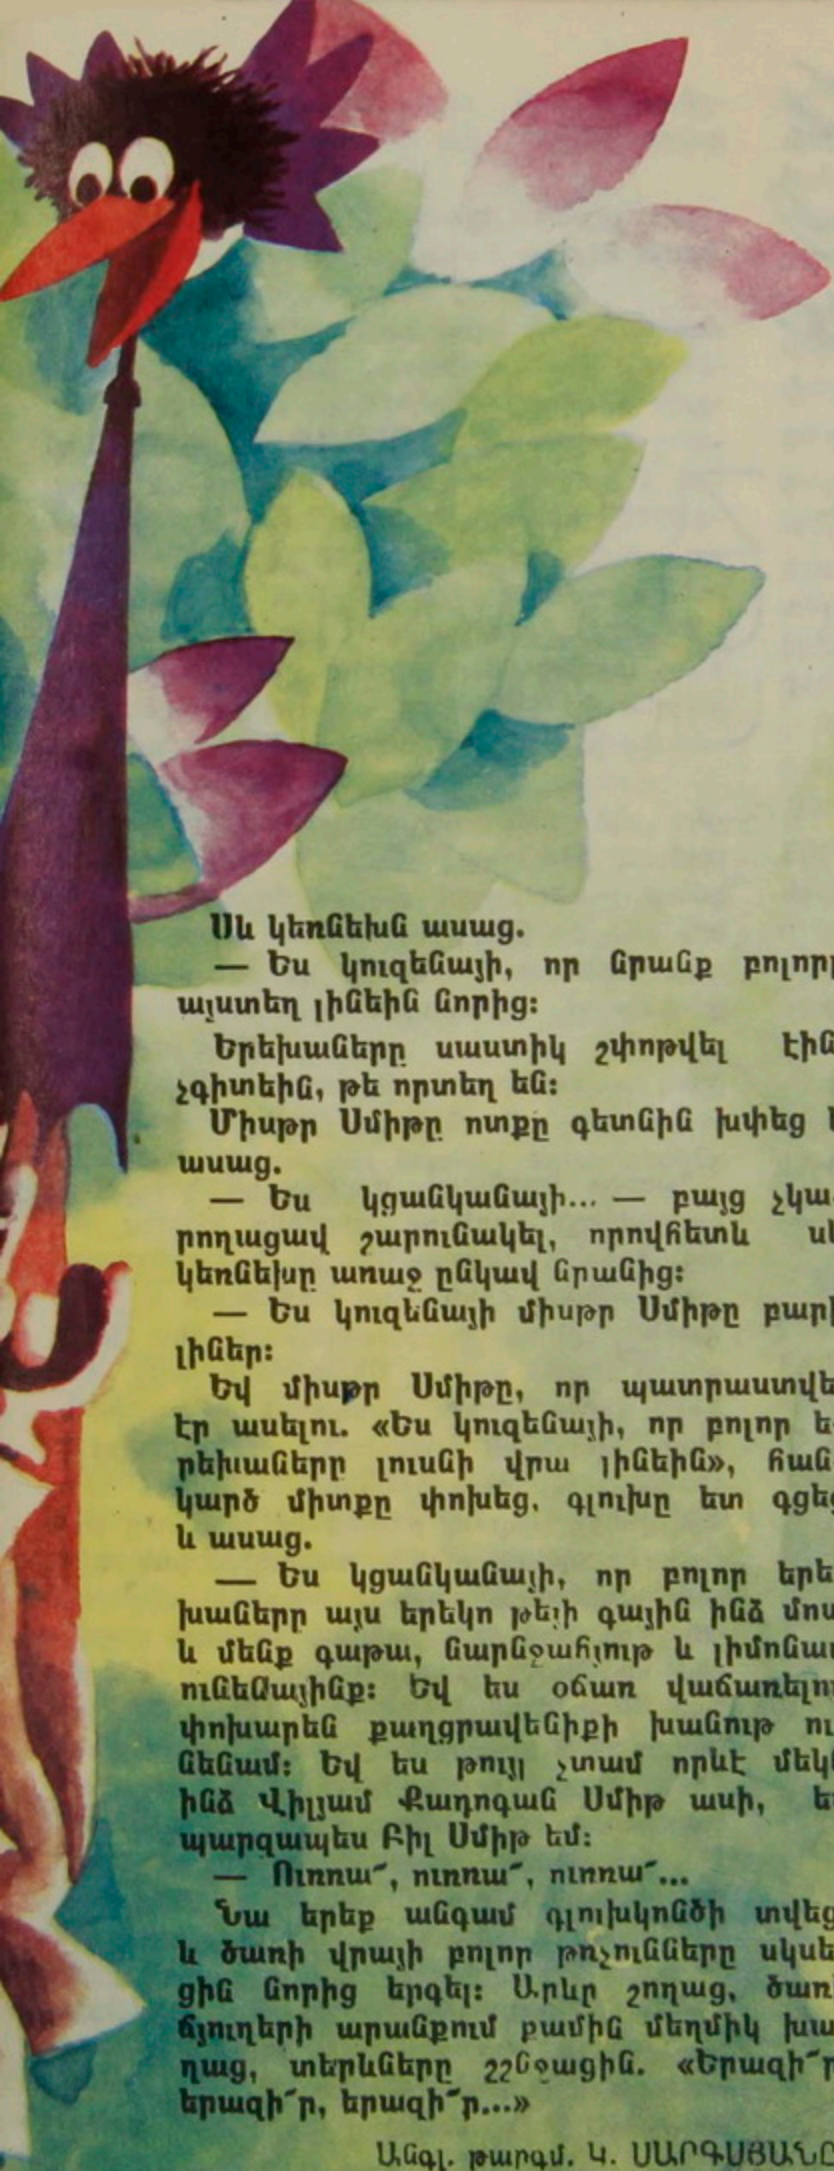 Սև կեռնեխն ասաց.
— Ես կուզենայի, որ նրանք բոլոր
այստեղ լինեին նորից։
Երեխաները սաստիկ շփոթվել էին
չգիտեին, թե որտեղ են։
Միսթր Սմիթը ոտքը գետնին խփեց
ասաց.
— Ես կցանկանայի... — բայց չկա-
րողացավ շարունակել, որովհետև
կեռնեխը առաջ ընկավ նրանից։
— Ես կուզենայի միսթր Սմիթը բարի
լիներ։
Եվ միսթր Սմիթը, որ պատրաստվե
էր ասելու. «Ես կուզենայի, որ բոլոր ե-
րեխաները լուսնի վրա լինեին», հան-
կարծ միտքը փոխեց. գլուխը ետ գցեց
և ասաց.
— Ես կցանկանայի, որ բոլոր երե-
խաները այս երեկո թեյի գային ինձ մոտ
և մենք գաթա, նարնջահյութ և լիմոնա
ունենայինք։ Եվ ես օճառ վաճառելու
փոխարեն քաղցրավենիքի խանութ ու-
նենամ։ Եվ ես թույլ չտամ որևէ մեկ
ինձ Վիլյամ Քադոգան Սմիթ ասի,
պարզապես Բիլ Սմիթ եմ։
— Ուռռա՜, ուռռա՜, ուռռա՜...
Նա երեք անգամ գլուխկոնծի տվեց
և ծառի վրայի բոլոր թռչունները սկսե-
ցին նորից երգել։ Արևը շողաց, ծառ
ճյուղերի արանքում քամին մեղմիկ խա-
ղաց, տերևները շշնջացին. «Երազի՜ր
երազի՜ր, երազի՜ր...»
Անգլ. թարգմ. Կ. ՍԱՐԳՍՅԱՆԸ